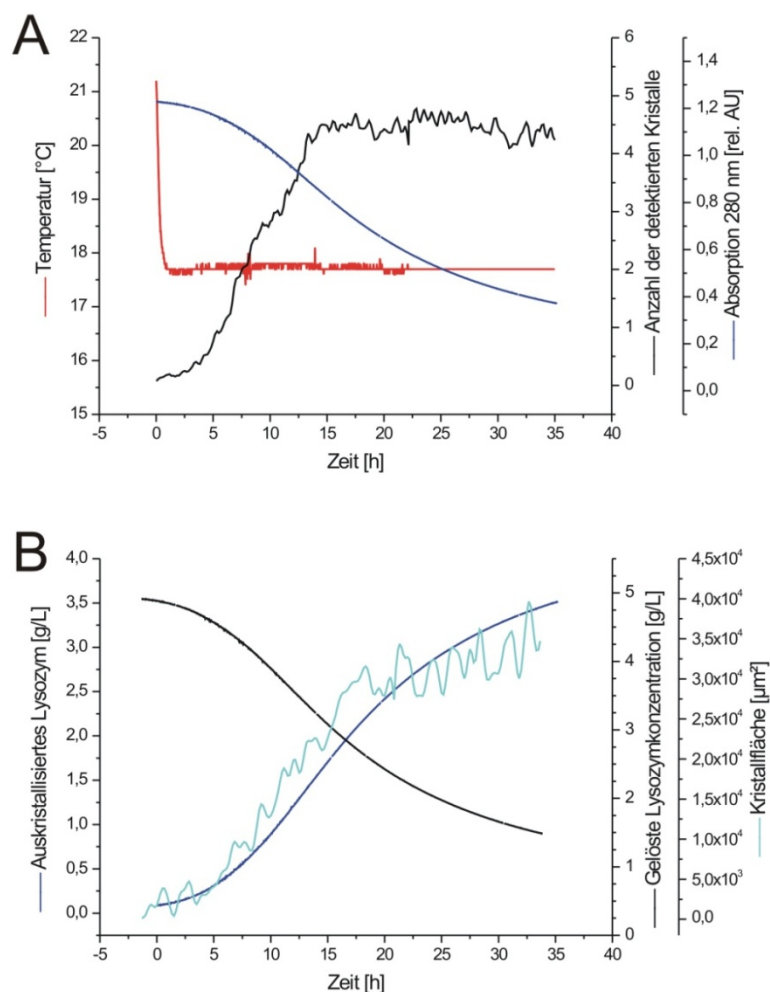 A
22
21
20
19
18
17
16
15
Temperatur [°C]
-5 0 5 10 15 20 25 30 35 40
Zeit [h]
6
5
4
3
2
1
0
Anzahl der detektierten Kristalle
1,4
1,2
1,0
0,8
0,6
0,4
0,2
0,0
Absorption 280 nm [rel. AU]
B
4,0
3,5
3,0
2,5
2,0
1,5
1,0
0,5
0,0
Auskristallisiertes Lysozym [g/L]
-5 0 5 10 15 20 25 30 35 40
Zeit [h]
5
4
3
2
1
0
Gelöste Lysozymkonzentration [g/L]
4,5x10⁴
4,0x10⁴
3,5x10⁴
3,0x10⁴
2,5x10⁴
2,0x10⁴
1,5x10⁴
1,0x10⁴
5,0x10³
0,0
Kristallfläche [µm²]